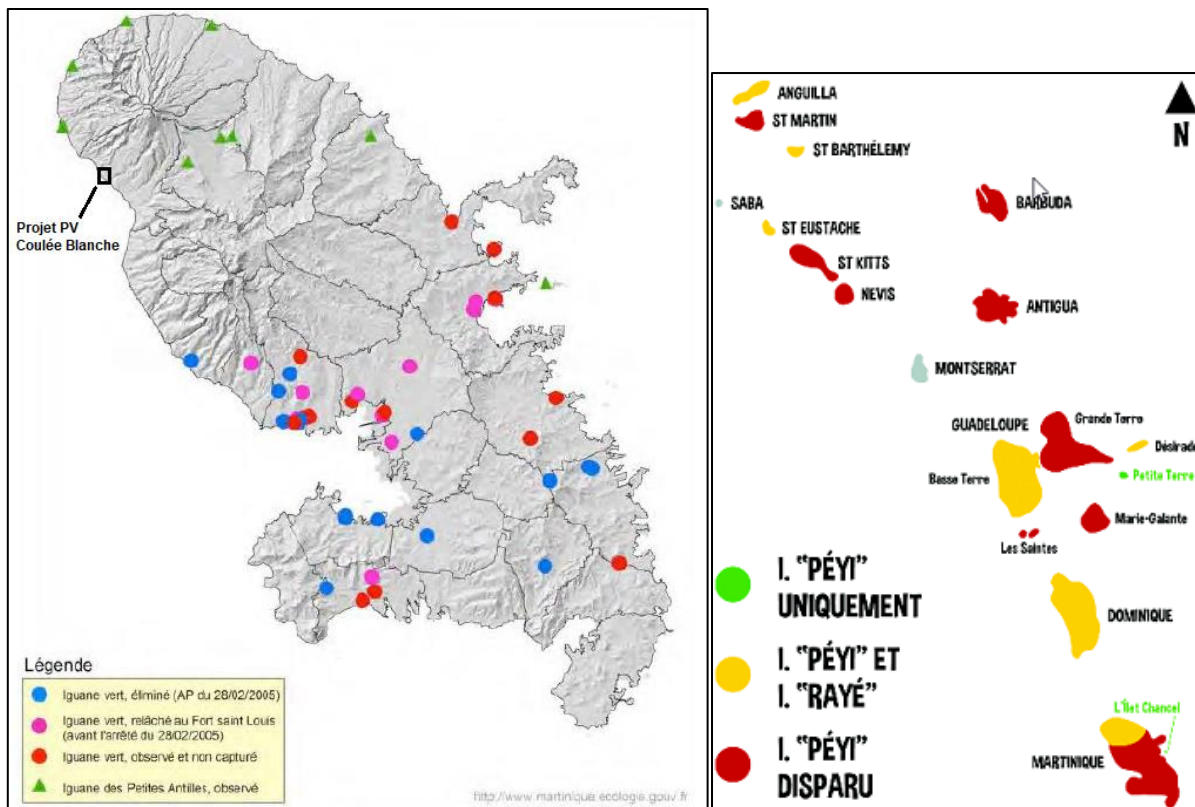 Projet PV
Coulée Blanche
Légende
Iguane vert, éliminé (AP du 28/02/2005)
Iguane vert, relâché au Fort saint Louis
(avant l'arrêté du 28/02/2005)
Iguane vert, observé et non capturé
Iguane des Petites Antilles, observé
http://www.martinique.ecologie.gouv.fr
ANGUILLA
ST MARTIN
N
ST BARTHÉLEMY
SABA
BARBUDA
ST EUSTACHE
ST KITTS
NEVIS
ANTIGUA
MONTSERRAT
GUADELOUPE
Grande Terre
Désirade
Basse Terre
Petite Terre
Marie-Galante
Les Saintes
I. "PÉYI"
UNIQUEMENT
DOMINIQUE
I. "PÉYI" ET
I. "RAYÉ"
L'Îlet Chancel
I. "PÉYI"
DISPARU
MARTINIQUE